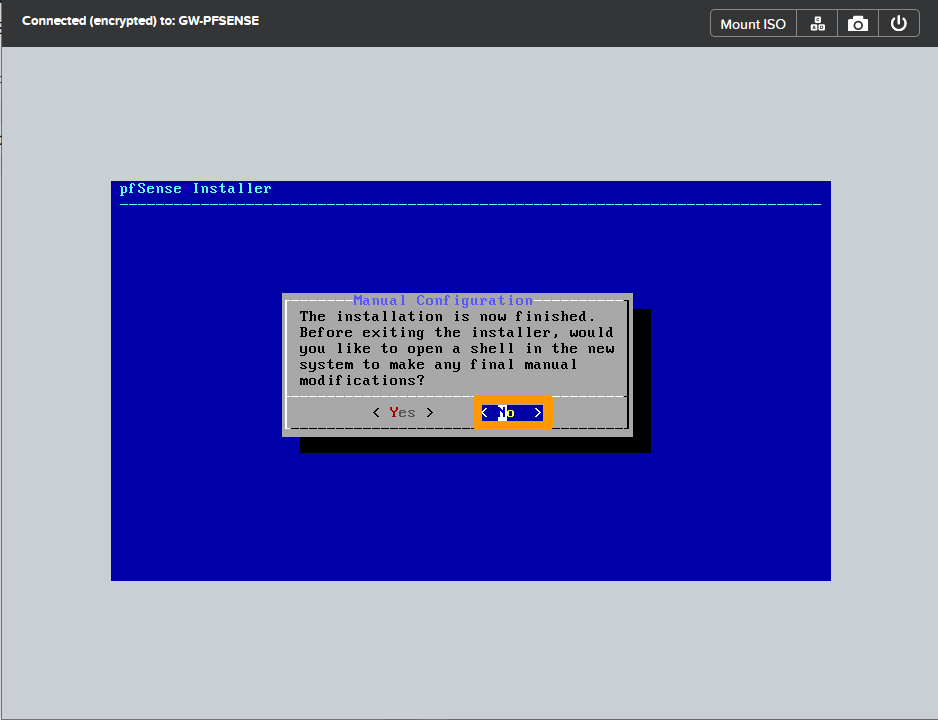 Connected (encrypted) to: GW-PFSENSE
Mount ISO
pfSense Installer
Manual Configuration
The installation is now finished.
Before exiting the installer, would
you like to open a shell in the new
system to make any final manual
modifications?
< Yes > < No >